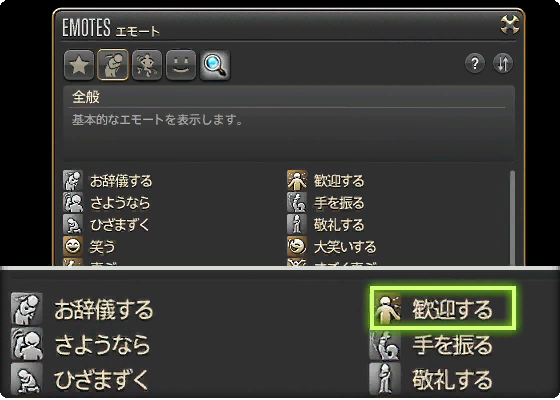 EMOTES エモート
?
全般
基本的なエモートを表示します。
お辞儀する 歓迎する
さようなら 手を振る
ひざまずく 敬礼する
笑う 大笑いする
お辞儀する 歓迎する
さようなら 手を振る
ひざまずく 敬礼する